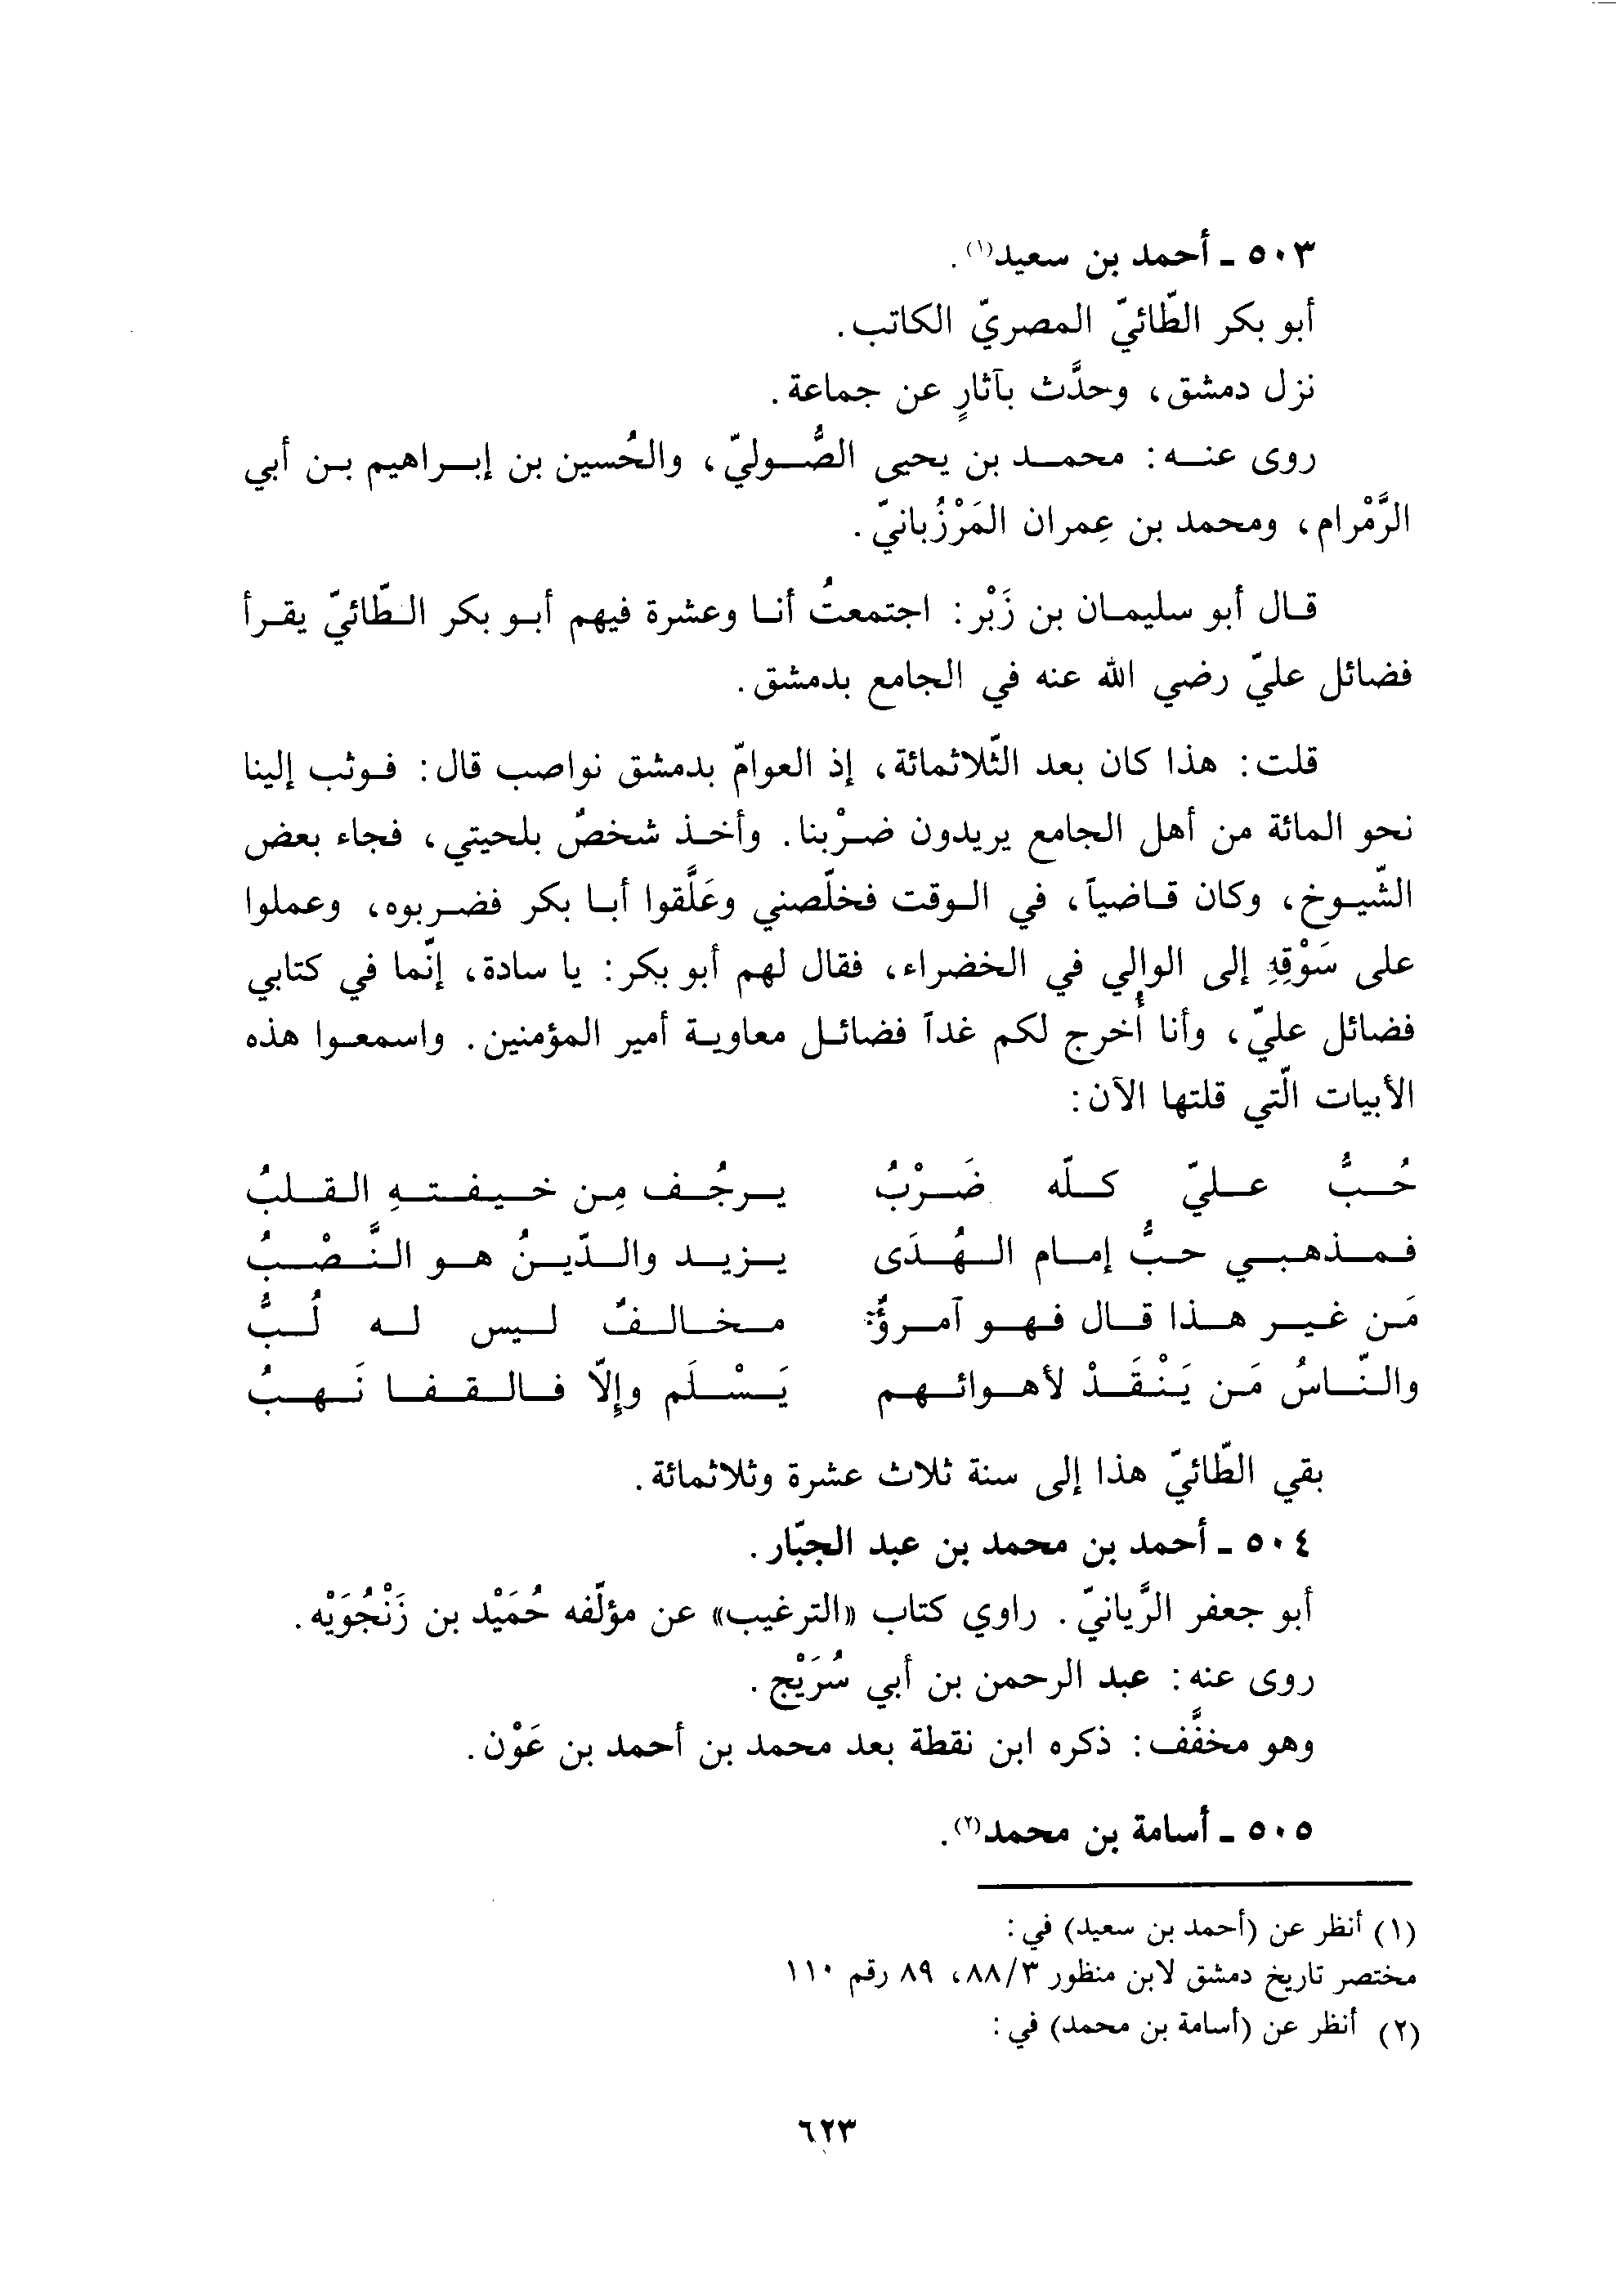 ٥٠٣ ـ أحمد بن سعيد(١).
أبو بكر الطّائيّ المصريّ الكاتب.
نزل دمشق، وحدَّث بآثارٍ عن جماعة.
روى عنه: محمد بن يحيى الصُّوليّ، والحُسين بن إبراهيم بن أبي
الرَّمْرام، ومحمد بن عِمران المَرْزُبانيّ.
قال أبو سليمان بن زَبْر: اجتمعتُ أنا وعشرة فيهم أبو بكر الطّائيّ يقرأ
فضائل عليّ رضي الله عنه في الجامع بدمشق.
قلت: هذا كان بعد الثّلاثمائة، إذ العوامّ بدمشق نواصب قال: فوثب إلينا
نحو المائة من أهل الجامع يريدون ضرْبنا. وأخذ شخصٌ بلحيتي، فجاء بعض
الشّيوخ، وكان قاضياً، في الوقت فخلّصني وعَلَّقوا أبا بكر فضربوه، وعملوا
على سَوْقِهِ إلى الوالي في الخضراء، فقال لهم أبو بكر: يا سادة، إنّما في كتابي
فضائل عليّ، وأنا أُخرج لكم غداً فضائل معاوية أمير المؤمنين. واسمعوا هذه
الأبيات الّتي قلتها الآن:
حُبُّ عليّ كلّه ضَرْبُ يرجُف مِن خيفتهِ القلبُ
فمذهبي حبُّ إمام الهُدَى يزيد والدّينُ هو النَّصْبُ
مَن غير هذا قال فهو آمرؤٌ مخالفٌ ليس له لُبُّ
والنّاسُ مَن يَنْقَدْ لأهوائهم يَسْلَم وإلّا فالقفا نَهبُ
بقي الطّائيّ هذا إلى سنة ثلاث عشرة وثلاثمائة.
٥٠٤ ـ أحمد بن محمد بن عبد الجبّار.
أبو جعفر الرَّيانيّ. راوي كتاب «الترغيب» عن مؤلّفه حُمَيْد بن زَنْجُوَيْه.
روى عنه: عبد الرحمن بن أبي سُرَيْج.
وهو مخفَّف: ذكره ابن نقطة بعد محمد بن أحمد بن عَوْن.
٥٠٥ ـ أسامة بن محمد(٢).
(١) أنظر عن (أحمد بن سعيد) في:
مختصر تاريخ دمشق لابن منظور ٨٨/٣، ٨٩ رقم ١١٠
(٢) أنظر عن (أسامة بن محمد) في:
٦٢٣